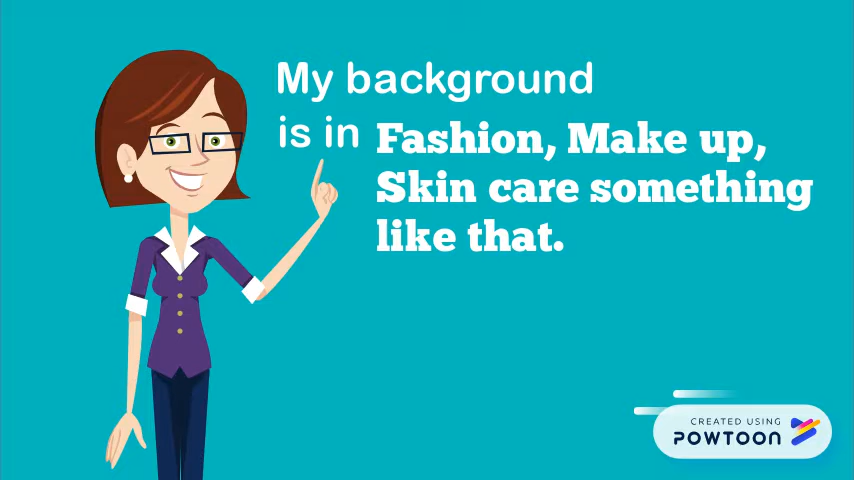 My background
is in Fashion, Make up,
Skin care something
like that.
CREATED USING
POWTOON